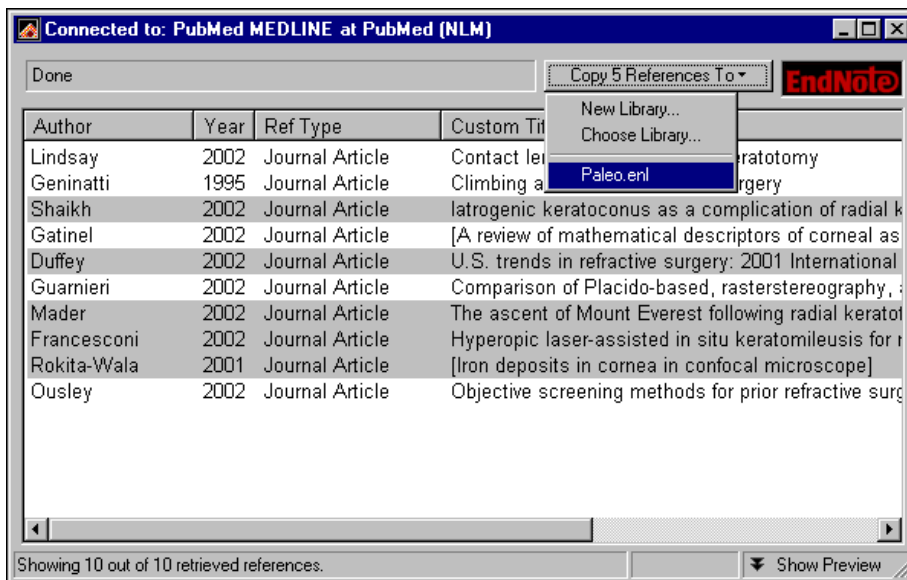 Connected to: PubMed MEDLINE at PubMed (NLM)
Done
Copy 5 References To
EndNote
New Library...
Choose Library...
Paleo.enl
Author Year Ref Type Custom Tit
Lindsay 2002 Journal Article Contact le eratotomy
Geninatti 1995 Journal Article Climbing a rgery
Shaikh 2002 Journal Article Iatrogenic keratoconus as a complication of radial k
Gatinel 2002 Journal Article [A review of mathematical descriptors of corneal as
Duffey 2002 Journal Article U.S. trends in refractive surgery: 2001 International
Guarnieri 2002 Journal Article Comparison of Placido-based, rasterstereography, a
Mader 2002 Journal Article The ascent of Mount Everest following radial keratot
Francesconi 2002 Journal Article Hyperopic laser-assisted in situ keratomileusis for r
Rokita-Wala 2001 Journal Article [Iron deposits in cornea in confocal microscope]
Ousley 2002 Journal Article Objective screening methods for prior refractive surg
Showing 10 out of 10 retrieved references.
Show Preview